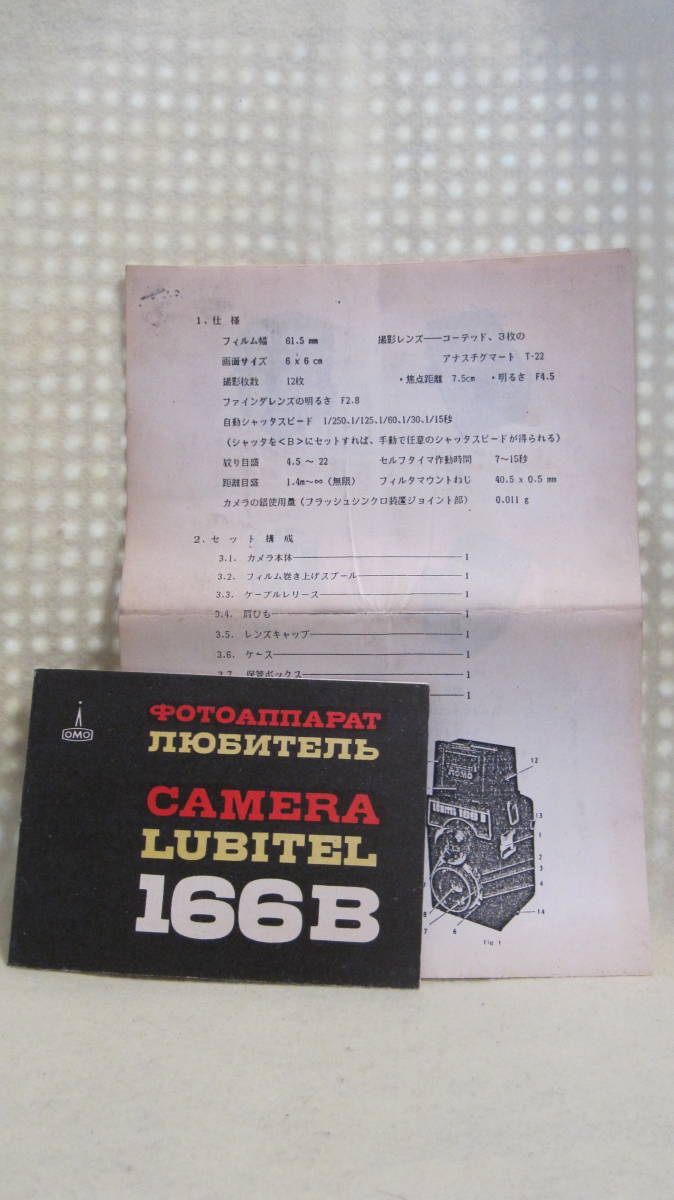 1. 仕様
フィルム幅 61.5 mm 撮影レンズ――コーテッド、3枚の
画面サイズ 6 x 6 cm アナスチグマート T-22
撮影枚数 12枚 ・焦点距離 7.5cm ・明るさ F4.5
ファインダレンズの明るさ F2.8
自動シャッタスピード 1/250、1/125、1/60、1/30、1/15秒
(シャッタを<B>にセットすれば、手動で任意のシャッタスピードが得られる)
絞り目盛 4.5 ～ 22 セルフタイマ作動時間 7～15秒
距離目盛 1.4m～∞ (無限) フィルタマウントねじ 40.5 x 0.5 mm
カメラの銀使用量 (フラッシュシンクロ装置ジョイント部) 0.011 g
2. セット構成
3.1. カメラ本体 1
3.2. フィルム巻き上げスプール 1
3.3. ケーブルレリース 1
3.4. 肩ひも 1
3.5. レンズキャップ 1
3.6. ケース 1
3.7. 保管ボックス 1
1
ЛОМО
ФОТОАППАРАТ
ЛЮБИТЕЛЬ
CAMERA
LUBITEL
166B
12
13
1
2
3
4
14
8
7
6
Fig 1